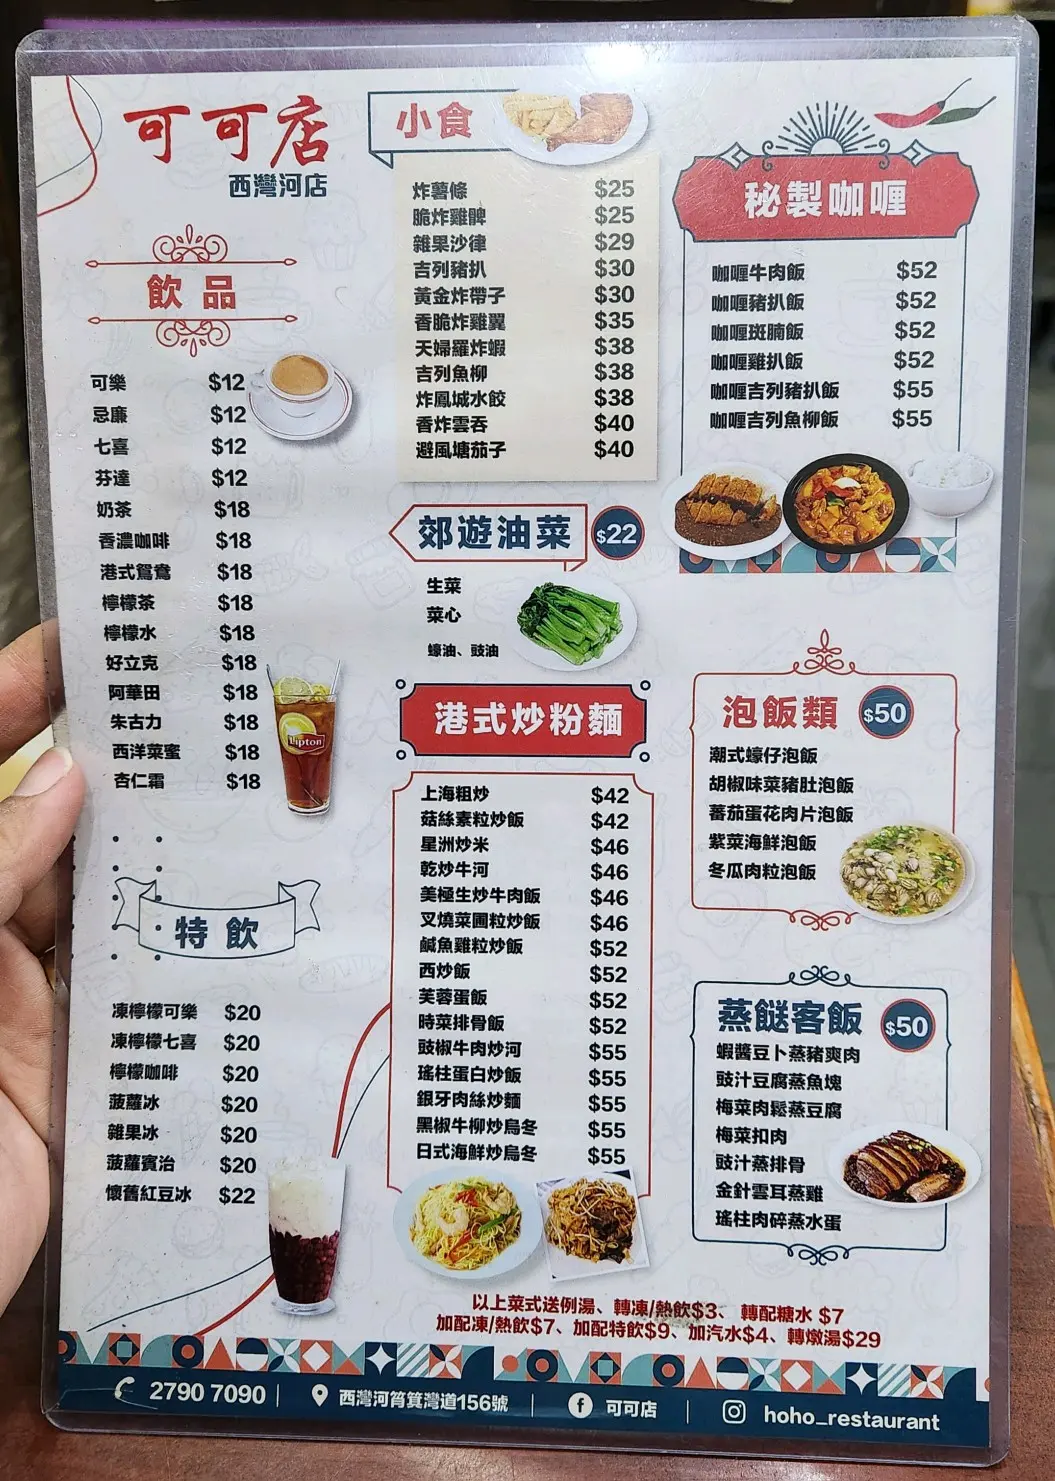 可可店
西灣河店
飲品
可樂 $12
忌廉 $12
七喜 $12
芬達 $12
奶茶 $18
香濃咖啡 $18
港式鴛鴦 $18
檸檬茶 $18
檸檬水 $18
好立克 $18
阿華田 $18
朱古力 $18
西洋菜蜜 $18
杏仁霜 $18
Lipton
特飲
凍檸檬可樂 $20
凍檸檬七喜 $20
檸檬咖啡 $20
菠蘿冰 $20
雜果冰 $20
菠蘿賓治 $20
懷舊紅豆冰 $22
小食
炸薯條 $25
脆炸雞髀 $25
雜果沙律 $29
吉列豬扒 $30
黃金炸帶子 $30
香脆炸雞翼 $35
天婦羅炸蝦 $38
吉列魚柳 $38
炸鳳城水餃 $38
香炸雲吞 $40
避風塘茄子 $40
郊遊油菜 $22
生菜
菜心
蠔油、豉油
港式炒粉麵
上海粗炒 $42
菇絲素粒炒飯 $42
星洲炒米 $46
乾炒牛河 $46
美極生炒牛肉飯 $46
叉燒菜圃粒炒飯 $46
鹹魚雞粒炒飯 $52
西炒飯 $52
芙蓉蛋飯 $52
時菜排骨飯 $52
豉椒牛肉炒河 $55
瑤柱蛋白炒飯 $55
銀牙肉絲炒麵 $55
黑椒牛柳炒烏冬 $55
日式海鮮炒烏冬 $55
秘製咖喱
咖喱牛肉飯 $52
咖喱豬扒飯 $52
咖喱斑腩飯 $52
咖喱雞扒飯 $52
咖喱吉列豬扒飯 $55
咖喱吉列魚柳飯 $55
泡飯類 $50
潮式蠔仔泡飯
胡椒味菜豬肚泡飯
蕃茄蛋花肉片泡飯
紫菜海鮮泡飯
冬瓜肉粒泡飯
蒸餸客飯 $50
蝦醬豆卜蒸豬爽肉
豉汁豆腐蒸魚塊
梅菜肉鬆蒸豆腐
梅菜扣肉
豉汁蒸排骨
金針雲耳蒸雞
瑤柱肉碎蒸水蛋
以上菜式送例湯、轉凍/熱飲$3、 轉配糖水 $7
加配凍/熱飲$7、加配特飲$9、加汽水$4、轉燉湯$29
2790 7090
西灣河筲箕灣道156號
可可店
hoho_restaurant